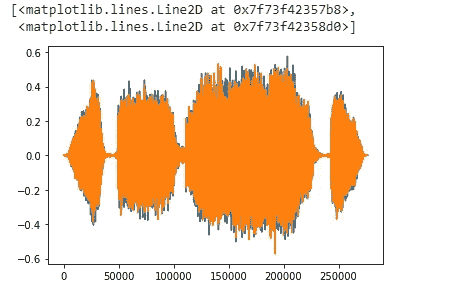 [<matplotlib.lines.Line2D at 0x7f73f42357b8>,
<matplotlib.lines.Line2D at 0x7f73f42358d0>]
0.6
0.4
0.2
0.0
−0.2
−0.4
−0.6
0 50000 100000 150000 200000 250000